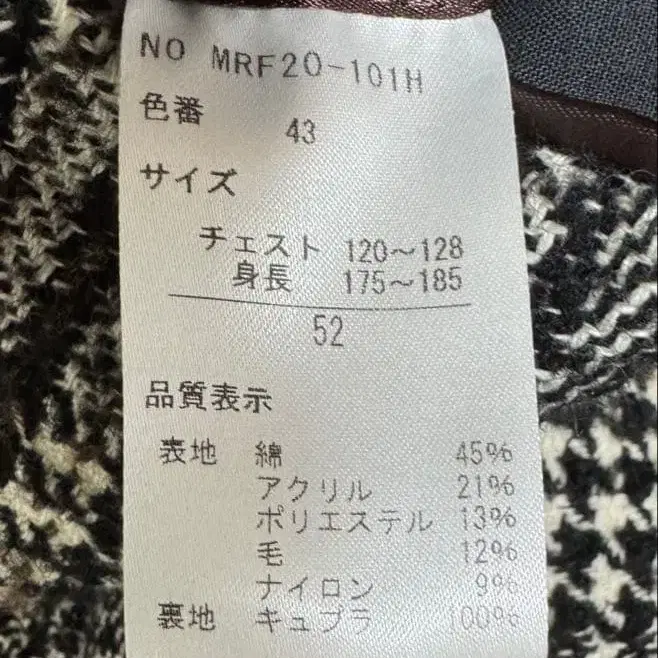 NO MRF20-101H
色番 43
サイズ
チェスト 120～128
身長 175～185
52
品質表示
表地 綿 45%
アクリル 21%
ポリエステル 13%
毛 12%
ナイロン 9%
裏地 キュプラ 100%